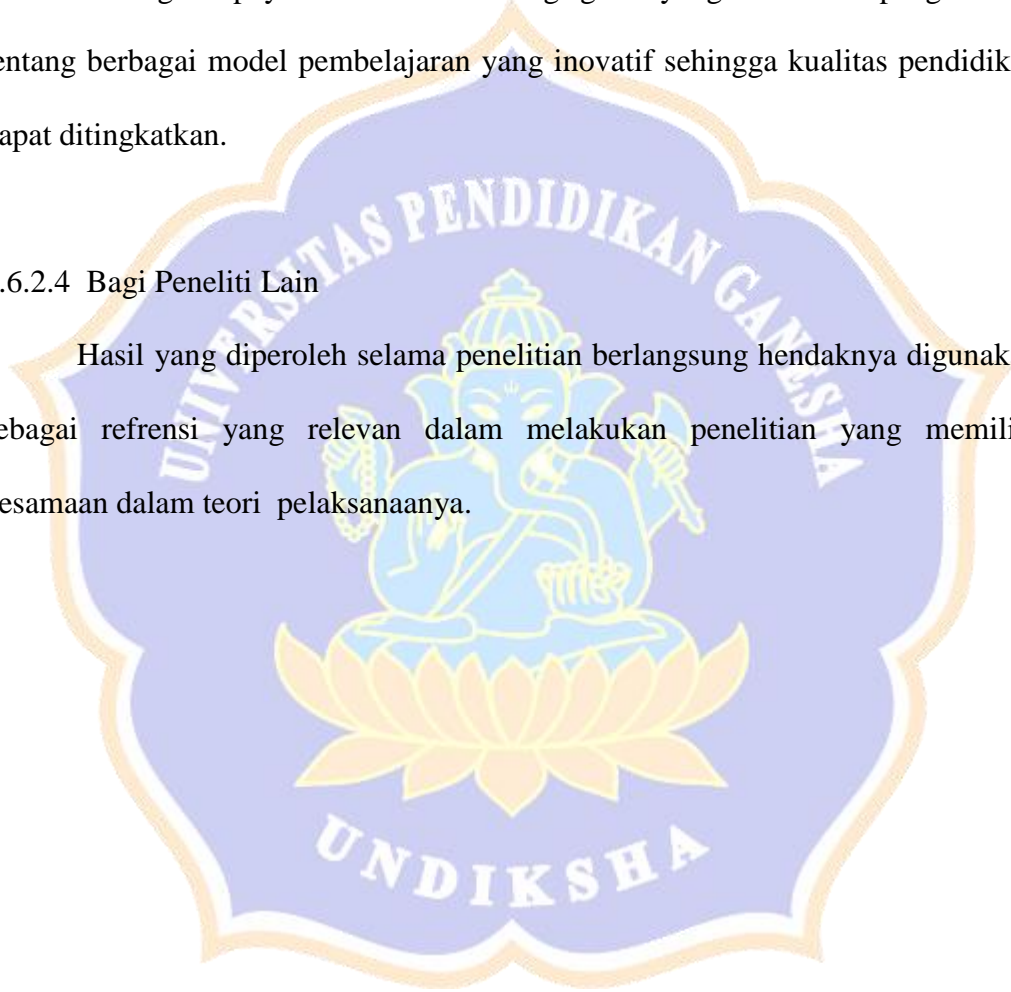 entang berbagai model pembelajaran yang inovatif sehingga kualitas pendidik
apat ditingkatkan.
UNIVERSITAS PENDIDIKAN GANESHA
.6.2.4 Bagi Peneliti Lain
Hasil yang diperoleh selama penelitian berlangsung hendaknya digunak
ebagai refrensi yang relevan dalam melakukan penelitian yang memili
esamaan dalam teori pelaksanaanya.
UNDIKSHA